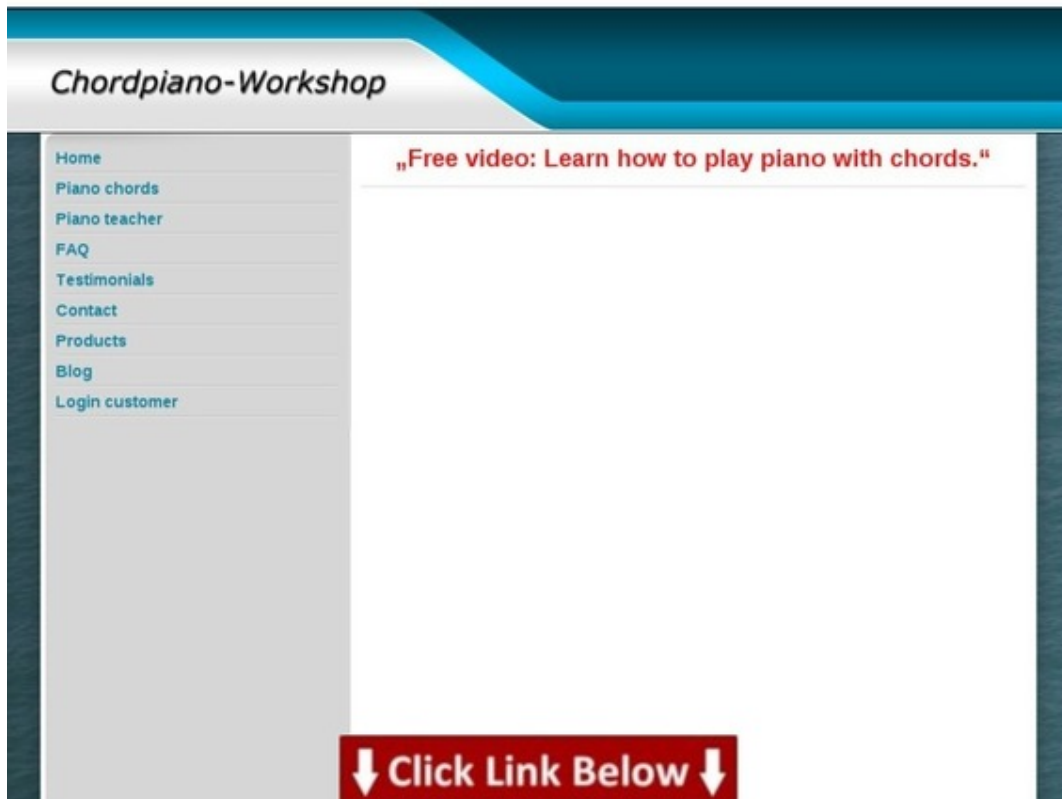 Chordpiano-Workshop
Home
Piano chords
Piano teacher
FAQ
Testimonials
Contact
Products
Blog
Login customer
„Free video: Learn how to play piano with chords.“
Click Link Below